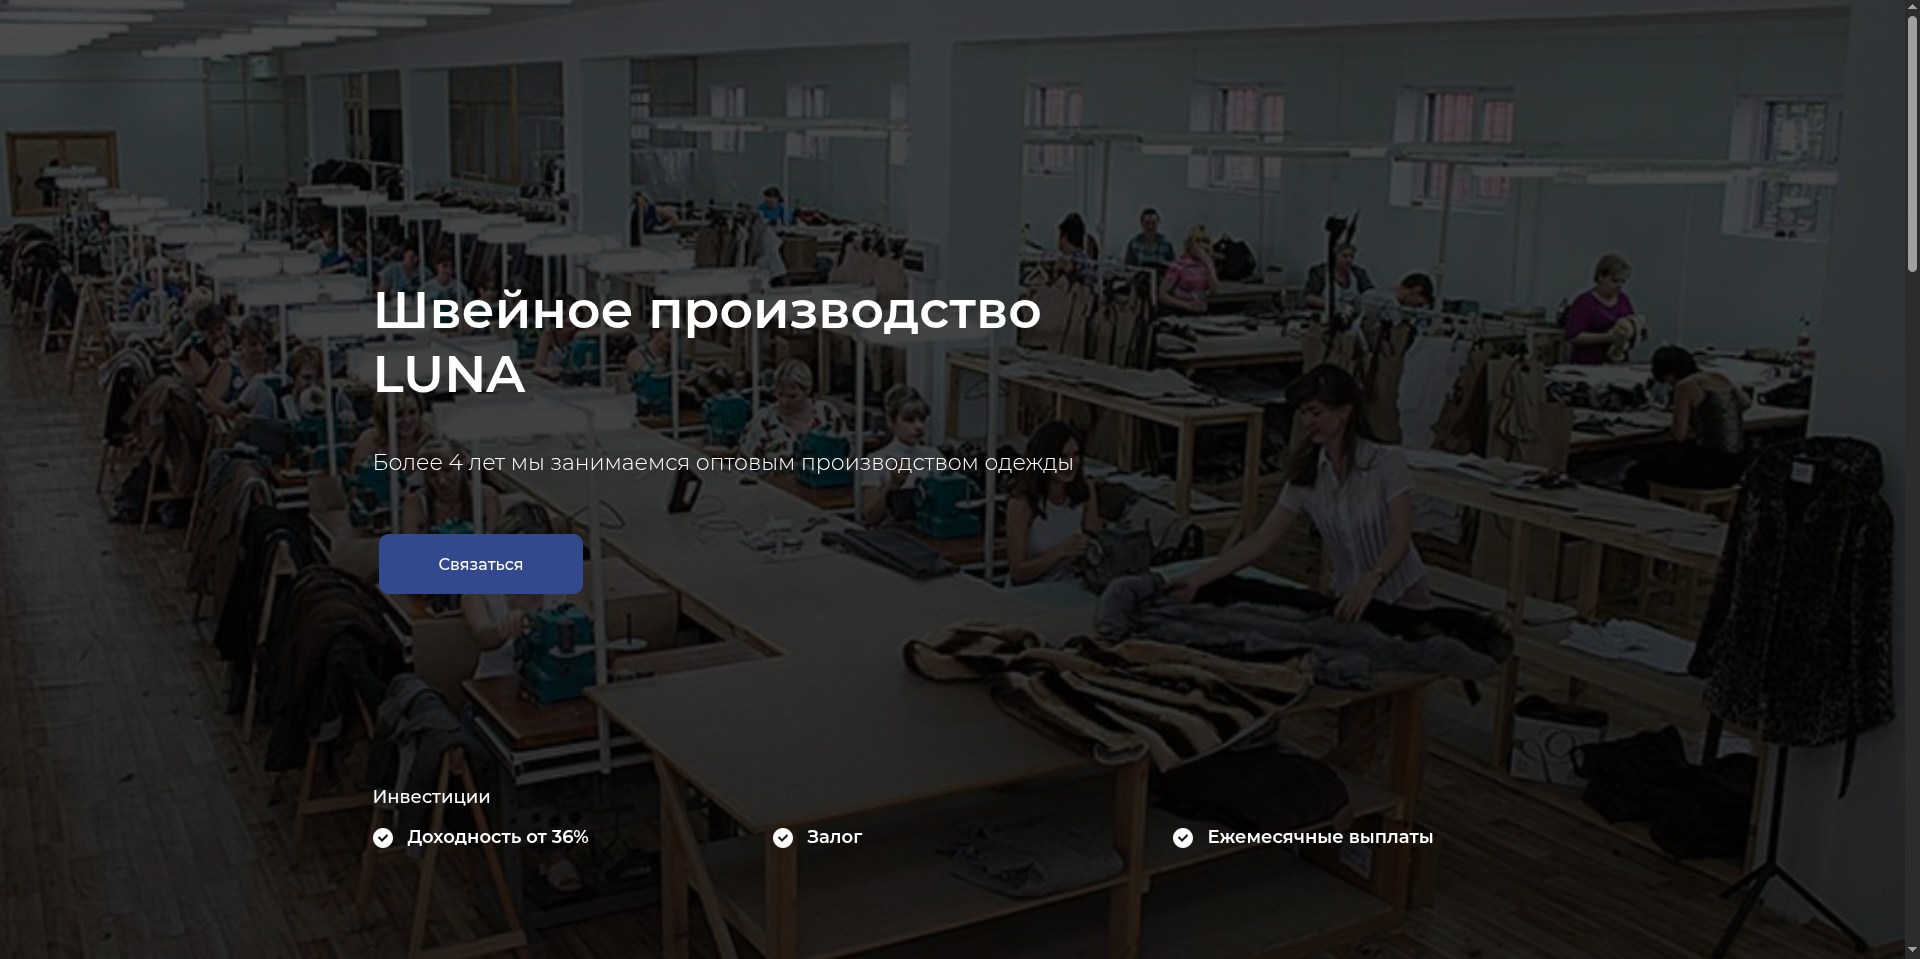 Швейное производство
LUNA
Более 4 лет мы занимаемся оптовым производством одежды
Связаться
Инвестиции
Доходность от 36%
Залог
Ежемесячные выплаты